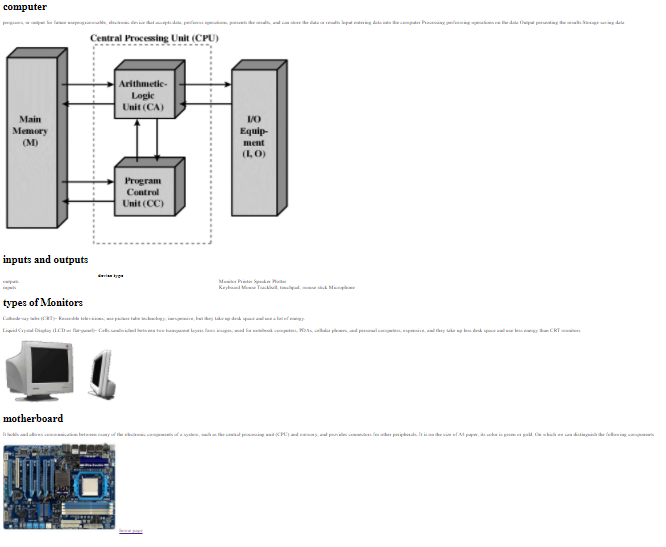 computer
programs, or output for future use programmable, electronic device that accepts data, performs operations, presents the results, and can store the data or results Input entering data into the computer Processing performing operations on the data Output presenting the results Storage saving data
Central Processing Unit (CPU)
Main
Memory
(M)
Arithmetic-
Logic
Unit (CA)
Program
Control
Unit (CC)
I/O
Equip-
ment
(I, O)
inputs and outputs
device type
outputs Monitor Printer Speaker Plotter
inputs Keyboard Mouse Trackball, touchpad, mouse stick Microphone
types of Monitors
Cathode-ray tube (CRT)- Resemble televisions, use picture tube technology, inexpensive, but they take up desk space and use a lot of energy.
Liquid Crystal Display (LCD or flat-panel)- Cells sandwiched between two transparent layers form images; used for notebook computers, PDAs, cellular phones, and personal computers; expensive, and they take up less desk space and use less energy than CRT monitors
motherboard
It holds and allows communication between many of the electronic components of a system, such as the central processing unit (CPU) and memory, and provides connectors for other peripherals. It is on the size of A4 paper, its color is green or gold. On which we can distinguish the following components